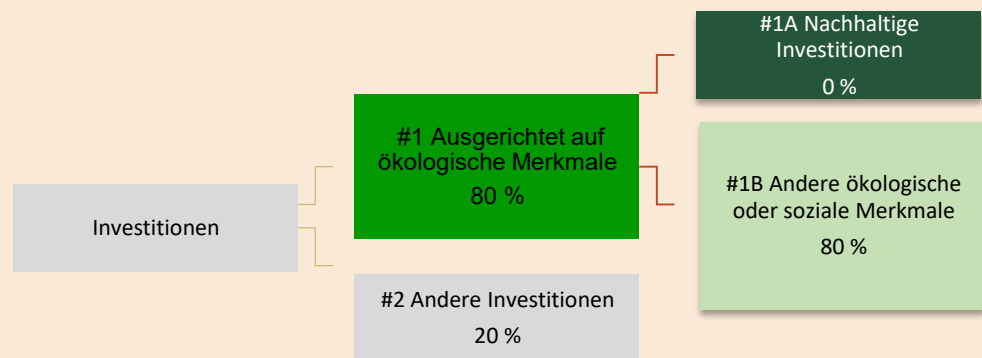 Investitionen
#1 Ausgerichtet auf
ökologische Merkmale
80 %
#2 Andere Investitionen
20 %
#1A Nachhaltige
Investitionen
0 %
#1B Andere ökologische
oder soziale Merkmale
80 %